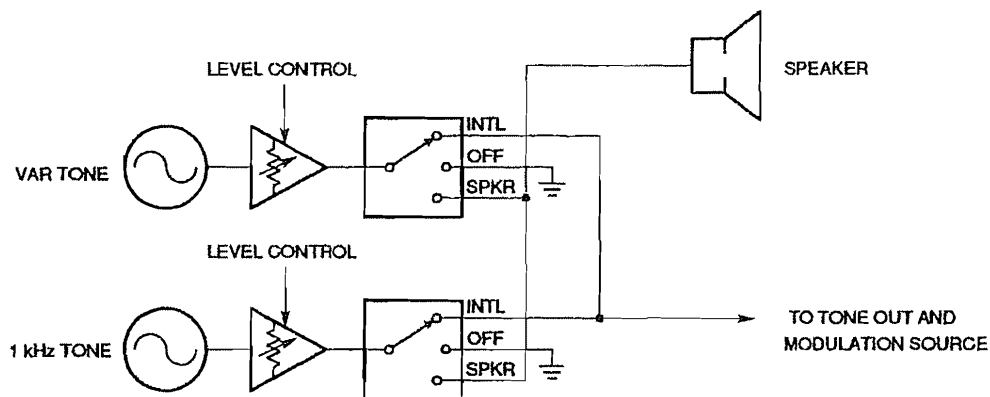 LEVEL CONTROL
SPEAKER
INTL
VAR TONE
OFF
SPKR
LEVEL CONTROL
INTL
1 kHz TONE
OFF
SPKR
TO TONE OUT AND
MODULATION SOURCE